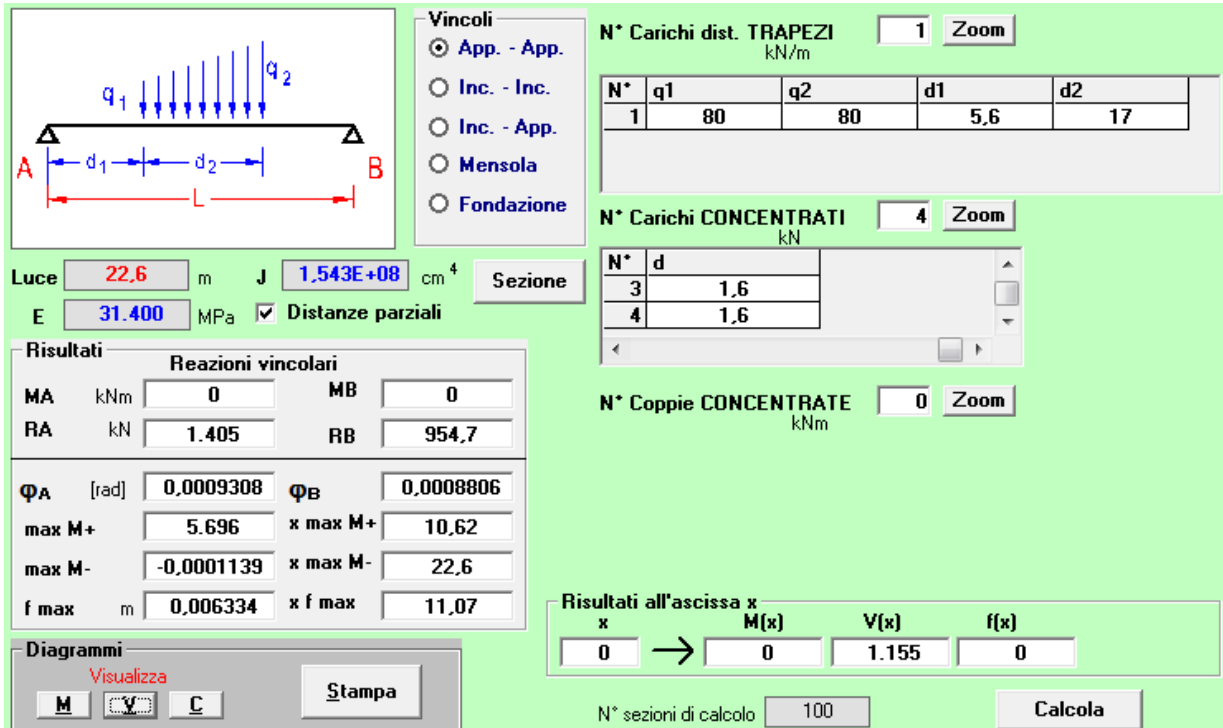 q1 q2
A B
d1 d2
L
Vincoli
App. - App.
Inc. - Inc.
Inc. - App.
Mensola
Fondazione
Luce 22,6 m J 1,543E+08 cm 4 Sezione
E 31.400 MPa Distanze parziali
N° Carichi dist. TRAPEZI 1 Zoom
kN/m
N° q1 q2 d1 d2
1 80 80 5,6 17
N° Carichi CONCENTRATI 4 Zoom
kN
N° d
3 1,6
4 1,6
N° Coppie CONCENTRATE 0 Zoom
kNm
Risultati
Reazioni vincolari
MA kNm 0 MB 0
RA kN 1.405 RB 954,7
φA [rad] 0,0009308 φB 0,0008806
max M+ 5.696 x max M+ 10,62
max M- -0,0001139 x max M- 22,6
f max m 0,006334 x f max 11,07
Risultati all'ascissa x
x M(x) V(x) f(x)
0 0 1.155 0
Diagrammi
Visualizza
M V C Stampa
N° sezioni di calcolo 100 Calcola